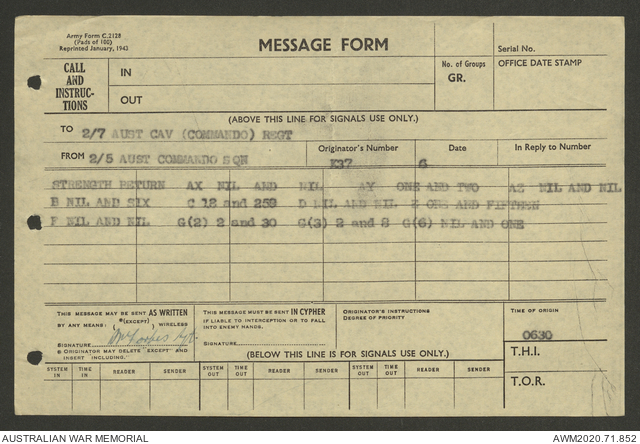 Army Form C.2128
(Pads of 100)
Reprinted January, 1943
MESSAGE FORM
Serial No.
CALL
AND
INSTRUC-
TIONS
IN
No. of Groups
GR.
OFFICE DATE STAMP
OUT
(ABOVE THIS LINE FOR SIGNALS USE ONLY.)
TO 2/7 AUST CAV (COMMANDO) REGT
FROM 2/5 AUST COMMANDO SQN
Originator's Number
K37
Date
6
In Reply to Number
STRENGTH RETURN AX NIL AND NIL AY ONE AND TWO AZ NIL AND NIL
B NIL AND SIX C 18 and 250 D NIL AND NIL E ONE AND FIFTEEN
F NIL AND NIL G(2) 2 and 30 G(3) 2 and 8 G(6) NIL AND ONE
THIS MESSAGE MAY BE SENT AS WRITTEN
BY ANY MEANS. *(EXCEPT) WIRELESS
SIGNATURE
* ORIGINATOR MAY DELETE "EXCEPT" AND
INSERT INCLUDING."
THIS MESSAGE MUST BE SENT IN CYPHER
IF LIABLE TO INTERCEPTION OR TO FALL
INTO ENEMY HANDS.
SIGNATURE
ORIGINATOR'S INSTRUCTIONS
DEGREE OF PRIORITY
TIME OF ORIGIN
0630
T.H.I.
T.O.R.
(BELOW THIS LINE IS FOR SIGNALS USE ONLY.)
SYSTEM IN TIME IN READER SENDER SYSTEM OUT TIME OUT READER SENDER SYSTEM OUT TIME OUT READER SENDER
AUSTRALIAN WAR MEMORIAL
AWM2020.71.852